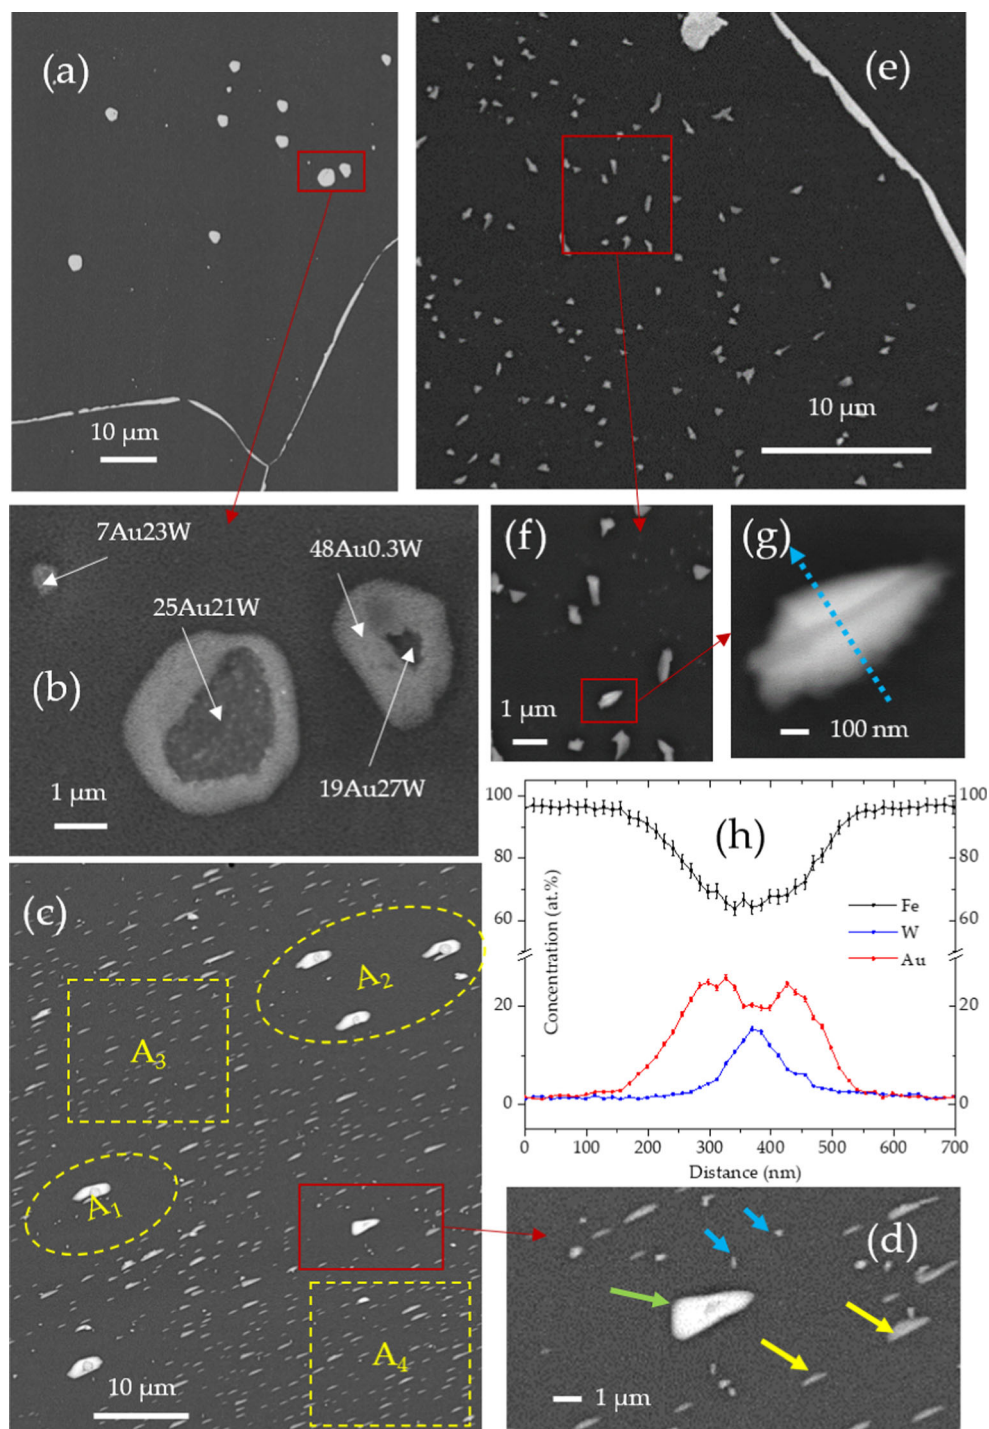 (a)
10 µm
(e)
10 µm
7Au23W
48Au0.3W
25Au21W
(b)
19Au27W
1 µm
(f)
1 µm
(g)
100 nm
(c)
A2
A3
A1
A4
10 µm
(h)
100 100
80 80
60 60
20 20
0 0
Concentration (at.%)
Fe
W
Au
0 100 200 300 400 500 600 700
Distance (nm)
(d)
1 µm